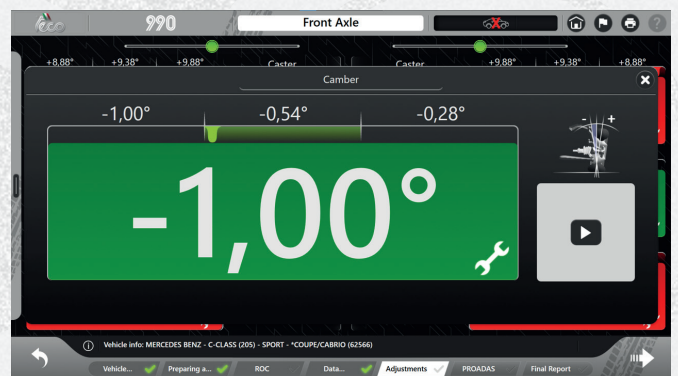 eco 990 Front Axle
+8,88° +9,38° +9,88° Caster Caster +9,88° +9,38° +8,88°
Camber
-1,00° -0,54° -0,28°
- +
-1,00°
Vehicle info: MERCEDES BENZ - C-CLASS (205) - SPORT - *COUPE/CABRIO (62566)
Vehicle... Preparing a... ROC Data... Adjustments PROADAS Final Report